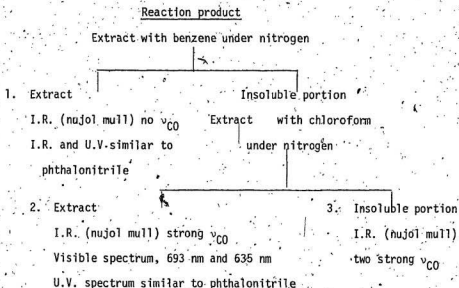 Reaction product
Extract with benzene under nitrogen
1. Extract
Insoluble portion
I.R. (nujol mull) no νCO
Extract with chloroform
I.R. and U.V. similar to
under nitrogen
phthalonitrile
2. Extract
3. Insoluble portion
I.R. (nujol mull) strong νCO
I.R. (nujol mull)
Visible spectrum, 693 nm and 635 nm
two strong νCO
U.V. spectrum similar to phthalonitrile